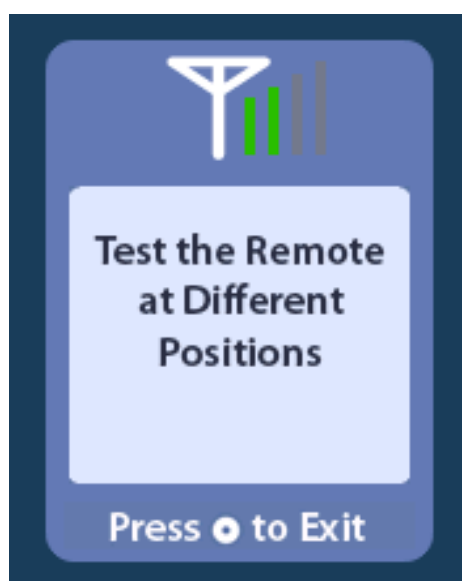 Test the Remote
at Different
Positions
Press to Exit